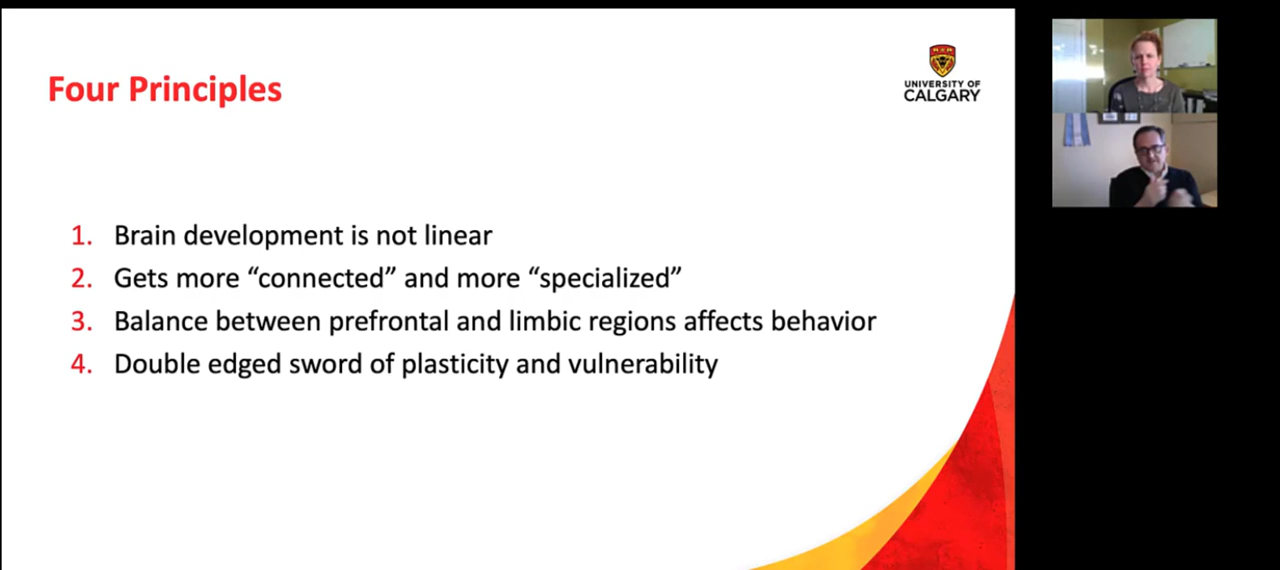 Four Principles
UNIVERSITY OF
CALGARY
1. Brain development is not linear
2. Gets more “connected” and more “specialized”
3. Balance between prefrontal and limbic regions affects behavior
4. Double edged sword of plasticity and vulnerability